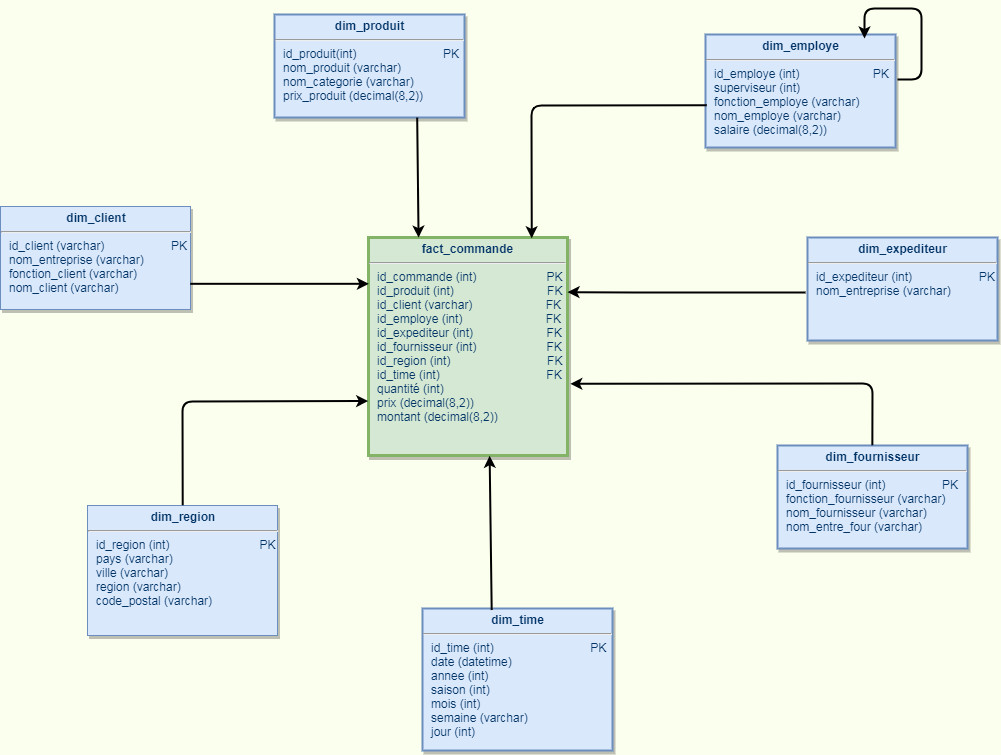 dim_produit
id_produit(int) PK
nom_produit (varchar)
nom_categorie (varchar)
prix_produit (decimal(8,2))
dim_employe
id_employe (int) PK
superviseur (int)
fonction_employe (varchar)
nom_employe (varchar)
salaire (decimal(8,2))
dim_client
id_client (varchar) PK
nom_entreprise (varchar)
fonction_client (varchar)
nom_client (varchar)
fact_commande
id_commande (int) PK
id_produit (int) FK
id_client (varchar) FK
id_employe (int) FK
id_expediteur (int) FK
id_fournisseur (int) FK
id_region (int) FK
id_time (int) FK
quantité (int)
prix (decimal(8,2))
montant (decimal(8,2))
dim_expediteur
id_expediteur (int) PK
nom_entreprise (varchar)
dim_fournisseur
id_fournisseur (int) PK
fonction_fournisseur (varchar)
nom_fournisseur (varchar)
nom_entre_four (varchar)
dim_region
id_region (int) PK
pays (varchar)
ville (varchar)
region (varchar)
code_postal (varchar)
dim_time
id_time (int) PK
date (datetime)
annee (int)
saison (int)
mois (int)
semaine (varchar)
jour (int)